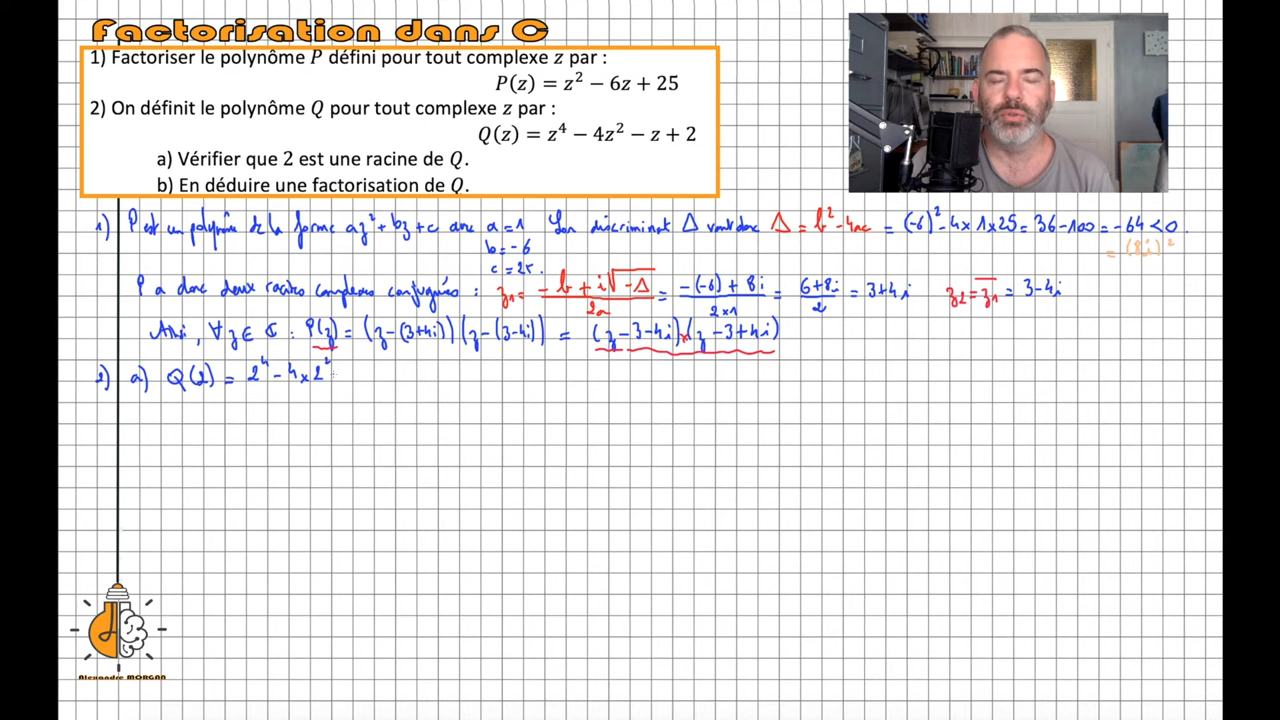 Factorisation dans C
1) Factoriser le polynôme P défini pour tout complexe z par :
P(z) = z² − 6z + 25
2) On définit le polynôme Q pour tout complexe z par :
Q(z) = z⁴ − 4z² − z + 2
a) Vérifier que 2 est une racine de Q.
b) En déduire une factorisation de Q.
1) P est un polynôme de la forme az² + bz + c avec a = 1 Son discriminant Δ vaut donc Δ = b² − 4ac = (−6)² − 4×1×25 = 36 − 100 = −64 < 0.
b = −6
= (8i)²
c = 25.
P a donc deux racines complexes conjuguées : z₁ = (−b + i√−Δ)/2a = (−(−6) + 8i)/2×1 = (6+8i)/2 = 3+4i z₂ = z̅₁ = 3−4i
Ainsi, ∀z ∈ ℂ : P(z) = (z − (3+4i))(z − (3−4i)) = (z − 3 − 4i)×(z − 3 + 4i)
2) a) Q(2) = 2⁴ − 4×2²
Alexandre MORGAN